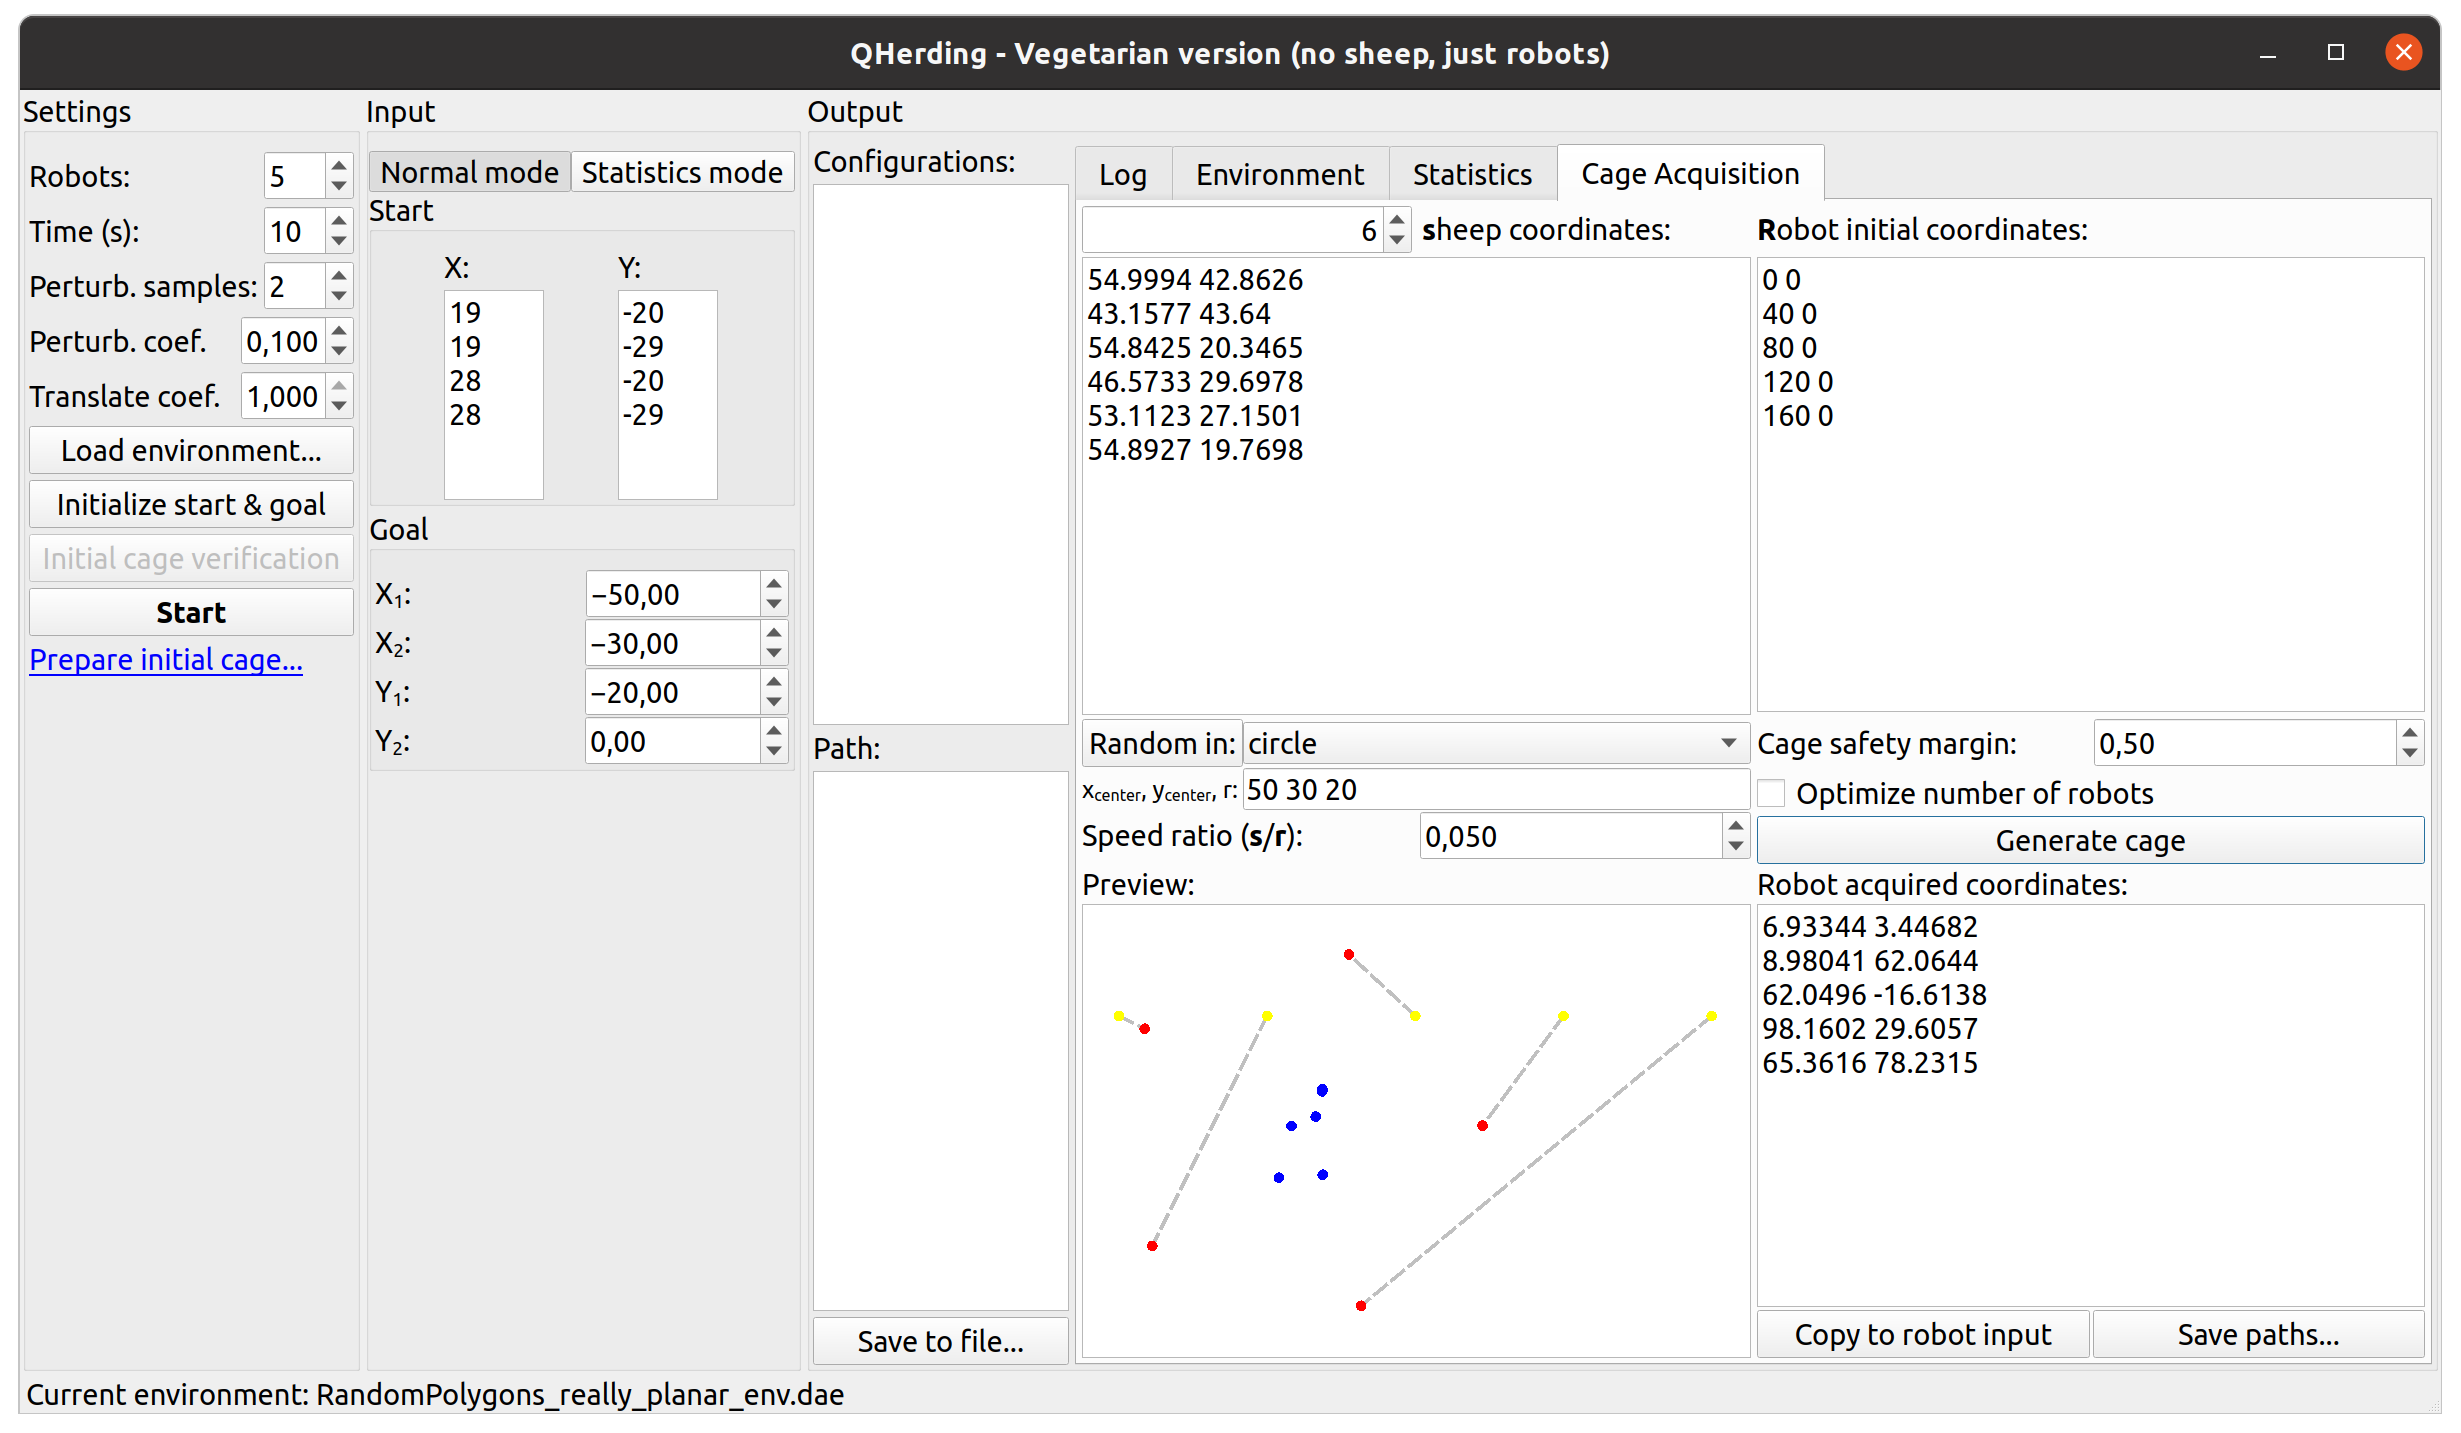 QHerding - Vegetarian version (no sheep, just robots)
Settings
Robots: 5
Time (s): 10
Perturb. samples: 2
Perturb. coef. 0,100
Translate coef. 1,000
Load environment...
Initialize start & goal
Initial cage verification
Start
Prepare initial cage...
Input
Normal mode Statistics mode
Start
X: Y:
19 -20
19 -29
28 -20
28 -29
Goal
X₁: −50,00
X₂: −30,00
Y₁: −20,00
Y₂: 0,00
Output
Configurations:
Path:
Save to file...
Log Environment Statistics Cage Acquisition
6 sheep coordinates:
54.9994 42.8626
43.1577 43.64
54.8425 20.3465
46.5733 29.6978
53.1123 27.1501
54.8927 19.7698
Random in: circle
xcenter, ycenter, r: 50 30 20
Speed ratio (s/r): 0,050
Preview:
Robot initial coordinates:
0 0
40 0
80 0
120 0
160 0
Cage safety margin: 0,50
Optimize number of robots
Generate cage
Robot acquired coordinates:
6.93344 3.44682
8.98041 62.0644
62.0496 -16.6138
98.1602 29.6057
65.3616 78.2315
Copy to robot input Save paths...
Current environment: RandomPolygons_really_planar_env.dae